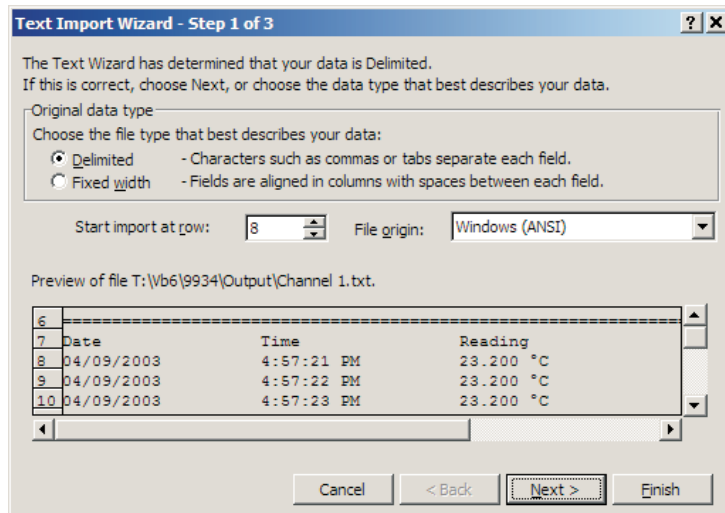 Text Import Wizard - Step 1 of 3
The Text Wizard has determined that your data is Delimited.
If this is correct, choose Next, or choose the data type that best describes your data.
Original data type
Choose the file type that best describes your data:
Delimited - Characters such as commas or tabs separate each field.
Fixed width - Fields are aligned in columns with spaces between each field.
Start import at row: 8 File origin: Windows (ANSI)
Preview of file T:\Vb6\9934\Output\Channel 1.txt.
6 ==============================================================
7 Date Time Reading
8 04/09/2003 4:57:21 PM 23.200 °C
9 04/09/2003 4:57:22 PM 23.200 °C
10 04/09/2003 4:57:23 PM 23.200 °C
Cancel < Back Next > Finish